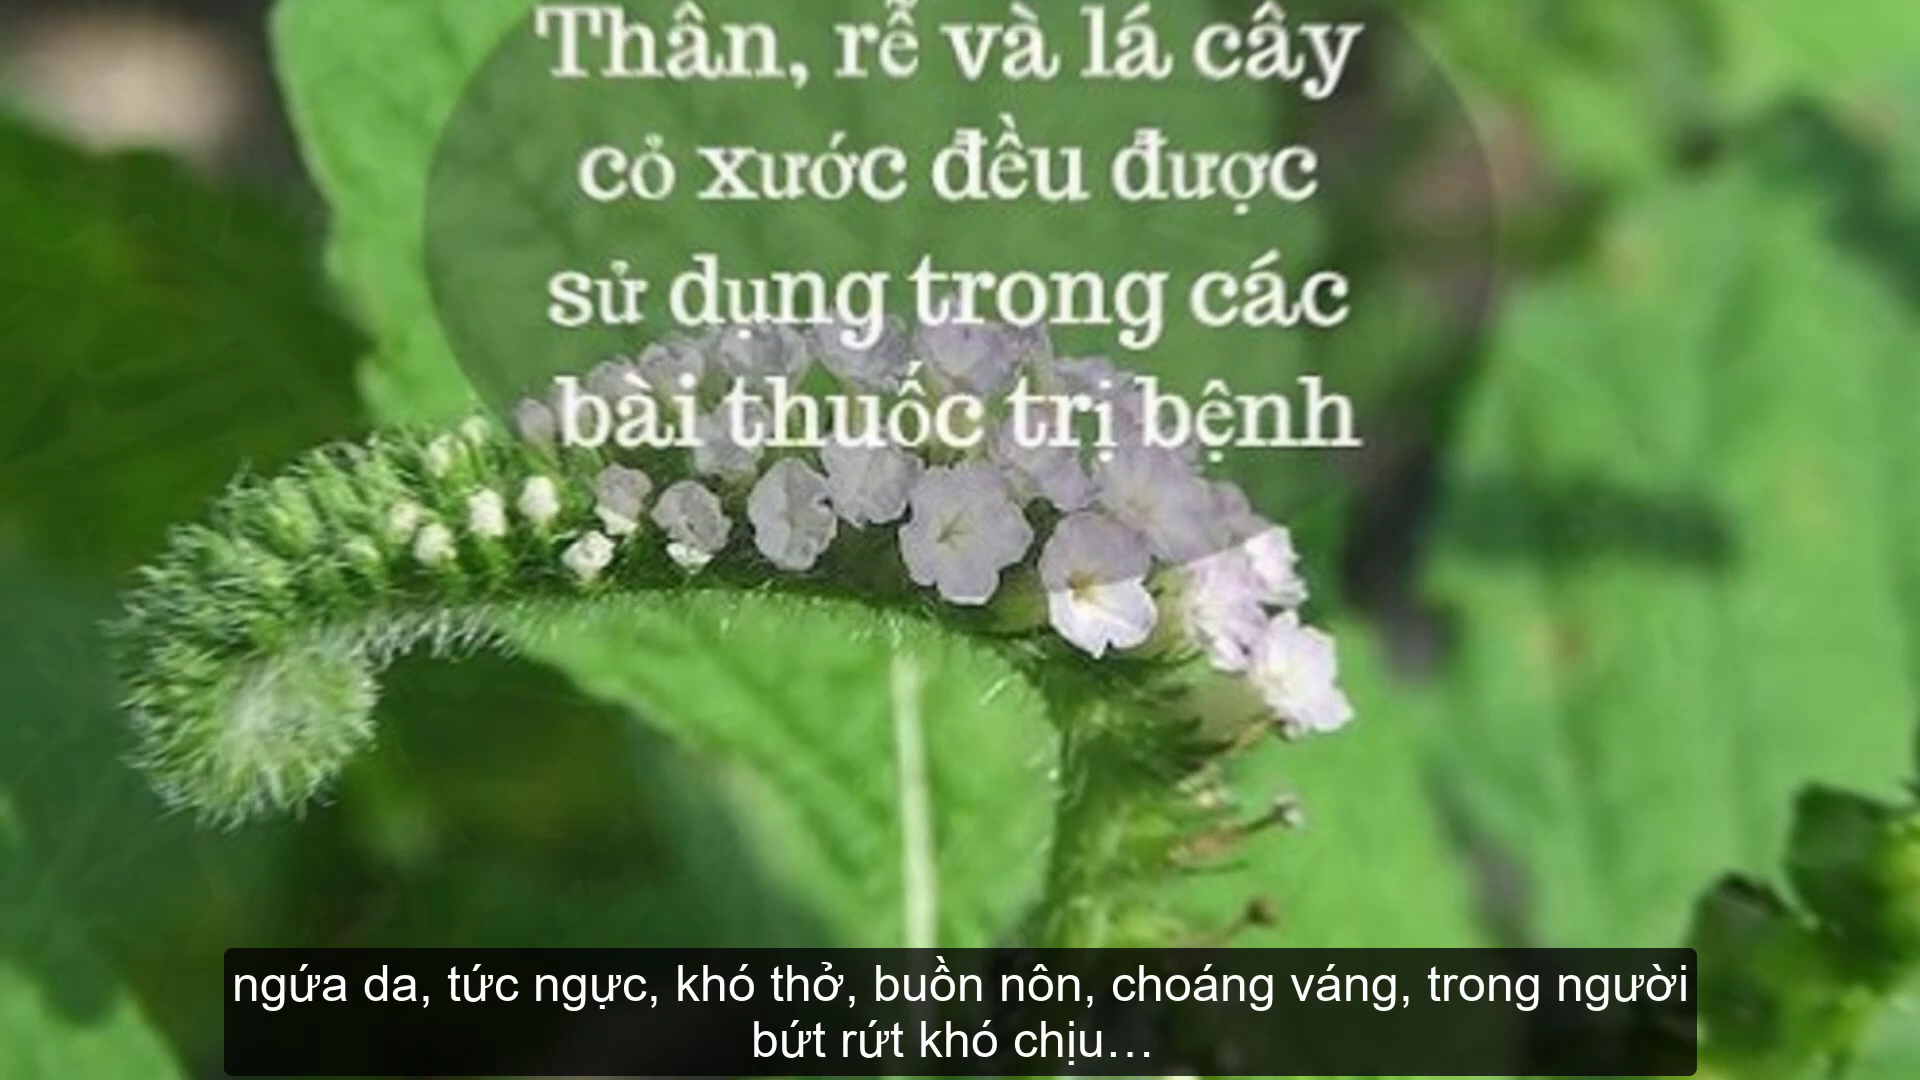 Thân, rễ và lá cây
cỏ xước đều được
sử dụng trong các
bài thuốc trị bệnh
ngứa da, tức ngực, khó thở, buồn nôn, choáng váng, trong người
bứt rứt khó chịu…